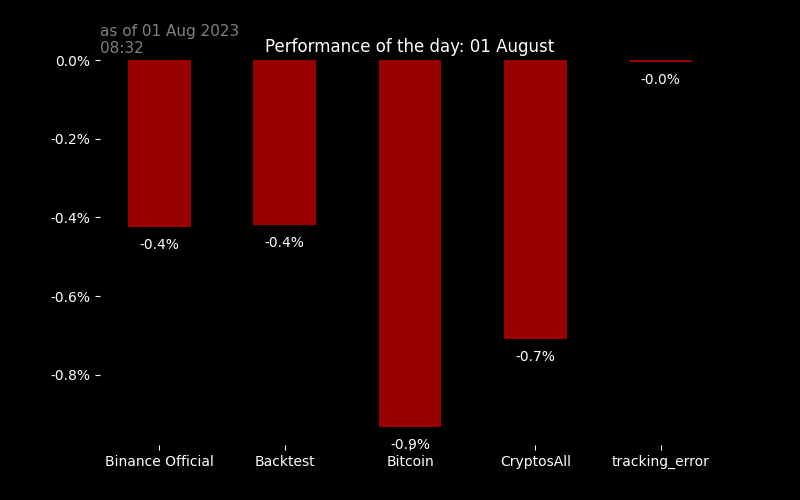 as of 01 Aug 2023
08:32
Performance of the day: 01 August
0.0%
-0.2%
-0.4%
-0.6%
-0.8%
-0.4%
-0.4%
-0.9%
-0.7%
-0.0%
Binance Official
Backtest
Bitcoin
CryptosAll
tracking_error